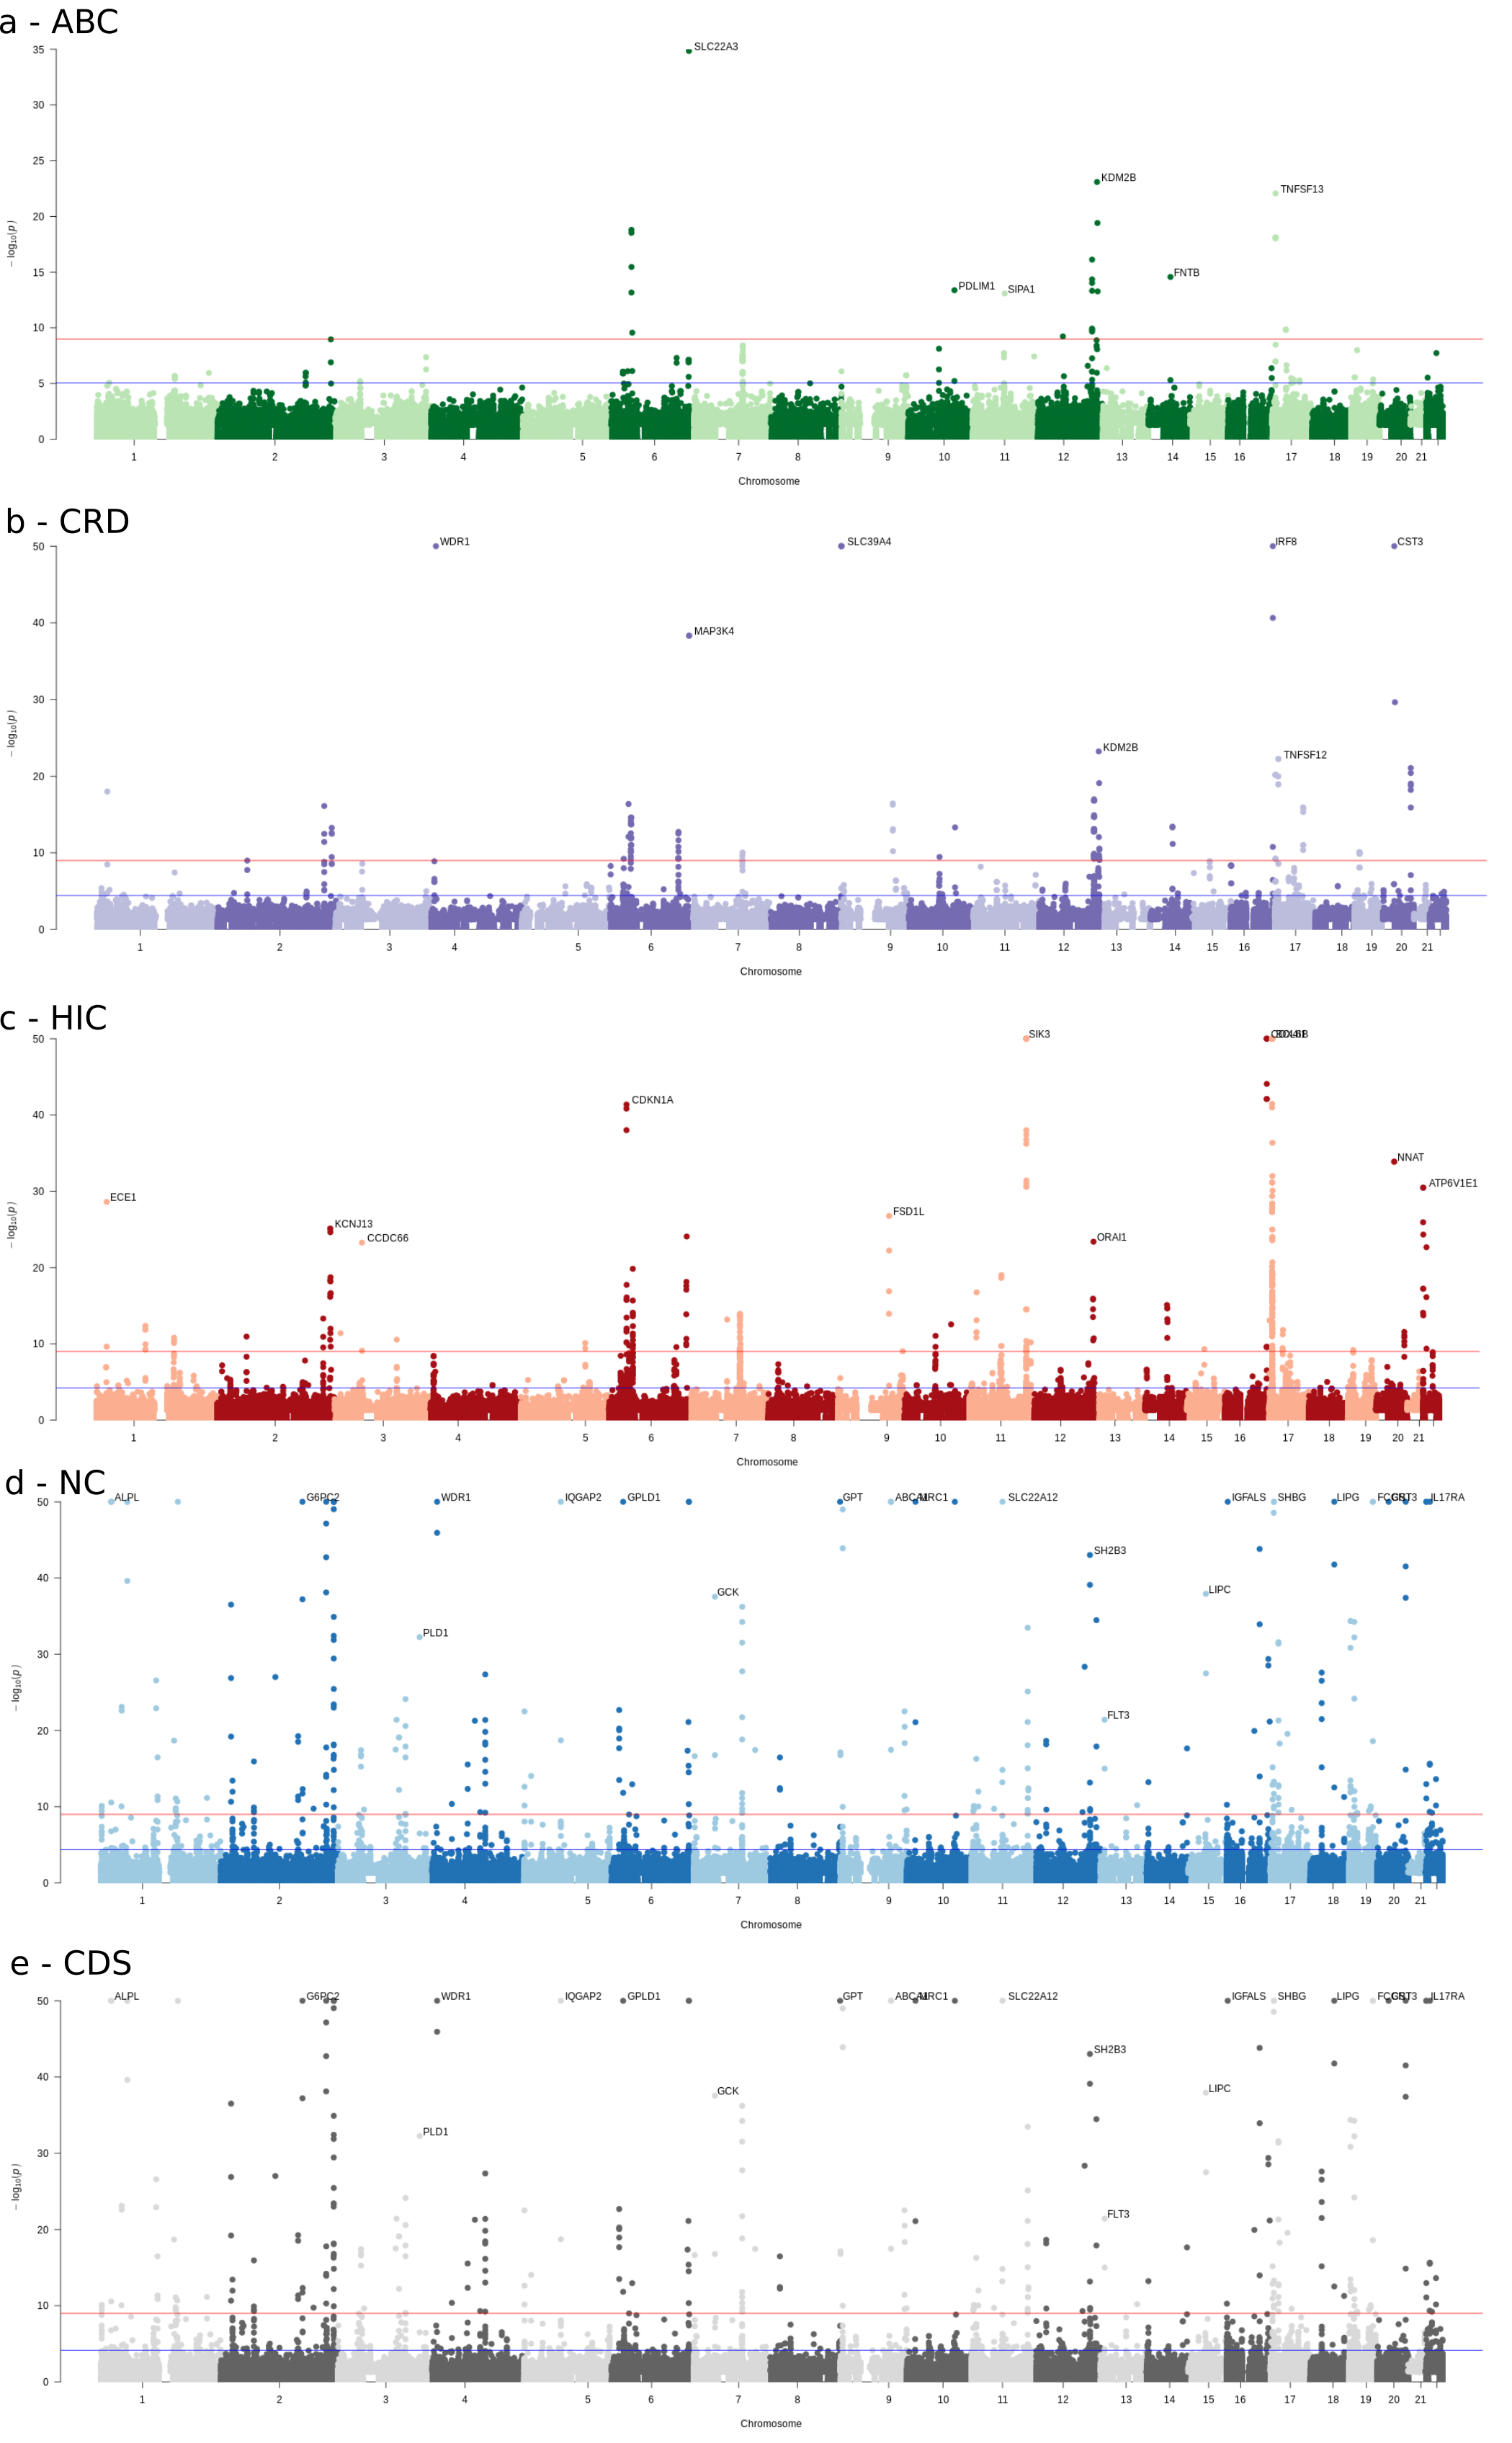 a - ABC
35
SLC22A3
30
25
KDM2B
TNFSF13
20
− log10(p)
15
FNTB
PDLIM1
SIPA1
10
5
0
1 2 3 4 5 6 7 8 9 10 11 12 13 14 15 16 17 18 19 20 21
Chromosome
b - CRD
50
WDR1
SLC39A4
IRF8
CST3
40
MAP3K4
30
− log10(p)
KDM2B
TNFSF12
20
10
0
1 2 3 4 5 6 7 8 9 10 11 12 13 14 15 16 17 18 19 20 21
Chromosome
c - HIC
50
SIK3
40
CDKN1A
NNAT
ATP6V1E1
30
ECE1
FSD1L
− log10(p)
KCNJ13
CCDC66
ORAI1
20
10
0
1 2 3 4 5 6 7 8 9 10 11 12 13 14 15 16 17 18 19 20 21
Chromosome
d - NC
50
ALPL G6PC2 WDR1 IQGAP2 GPLD1 GPT ABCA1 MRC1 SLC22A12 IGFALS SHBG LIPG CST3 IL17RA
SH2B3
40
GCK
LIPC
PLD1
30
− log10(p)
FLT3
20
10
0
1 2 3 4 5 6 7 8 9 10 11 12 13 14 15 16 17 18 19 20 21
Chromosome
e - CDS
50
ALPL G6PC2 WDR1 IQGAP2 GPLD1 GPT ABCA1 MRC1 SLC22A12 IGFALS SHBG LIPG CST3 IL17RA
SH2B3
40
GCK
LIPC
PLD1
30
− log10(p)
FLT3
20
10
0
1 2 3 4 5 6 7 8 9 10 11 12 13 14 15 16 17 18 19 20 21
Chromosome